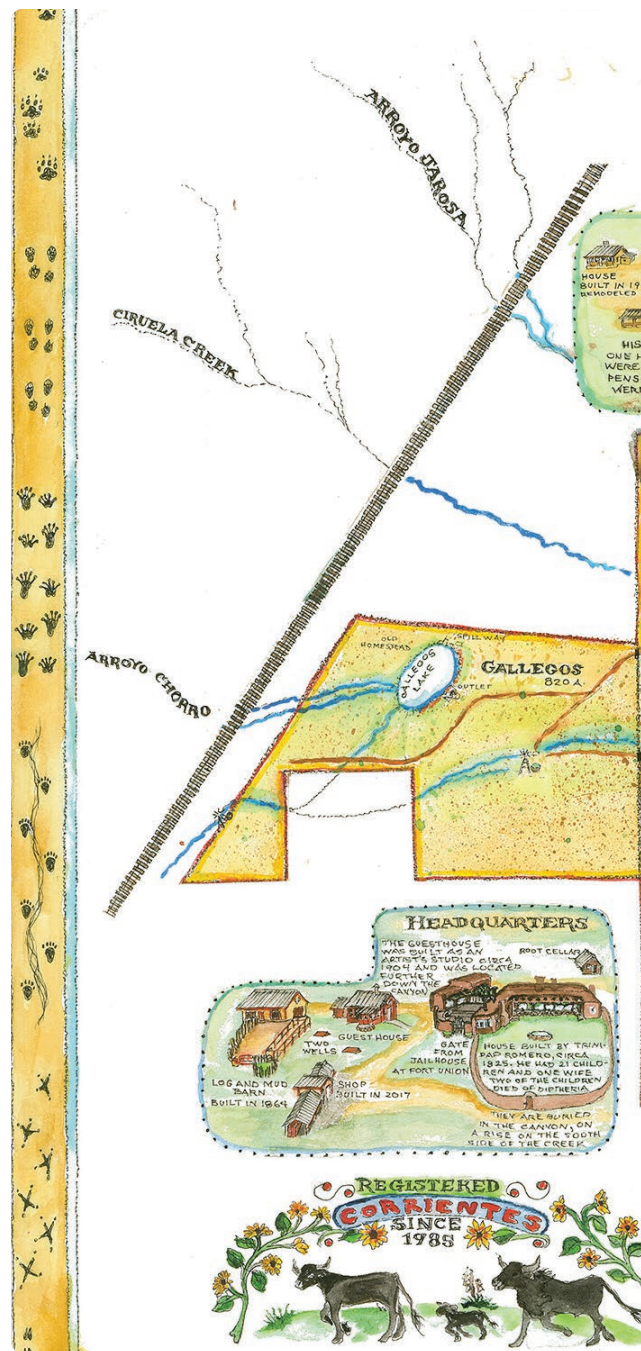 ARROYO JAROSA
CIRUELA CREEK
HOUSE
BUILT IN 19
REMODELED
HIS
ONE H
WERE
PENS
WER
ARROYO CHORRO
OLD
HOMESTEAD
SPILLWAY
GALLEGOS
LAKE
OUTLET
GALLEGOS
820 A.
HEADQUARTERS
THE GUESTHOUSE
WAS BUILT AS AN
ARTIST'S STUDIO CIRCA
1904 AND WAS LOCATED
FURTHER
DOWN THE
CANYON
ROOT CELLAR
TWO
WELLS
GUEST HOUSE
GATE
FROM
JAILHOUSE
AT FORT UNION
HOUSE BUILT BY TRINI-
DAD ROMERO, CIRCA
1825. HE HAD 21 CHILD-
REN AND ONE WIFE
TWO OF THE CHILDREN
DIED OF DIPTHERIA
LOG AND MUD
BARN
BUILT IN 1864
SHOP
BUILT IN 2017
THEY ARE BURIED
IN THE CANYON, ON
A RISE ON THE SOUTH
SIDE OF THE CREEK
REGISTERED
CORRIENTES
SINCE
1985